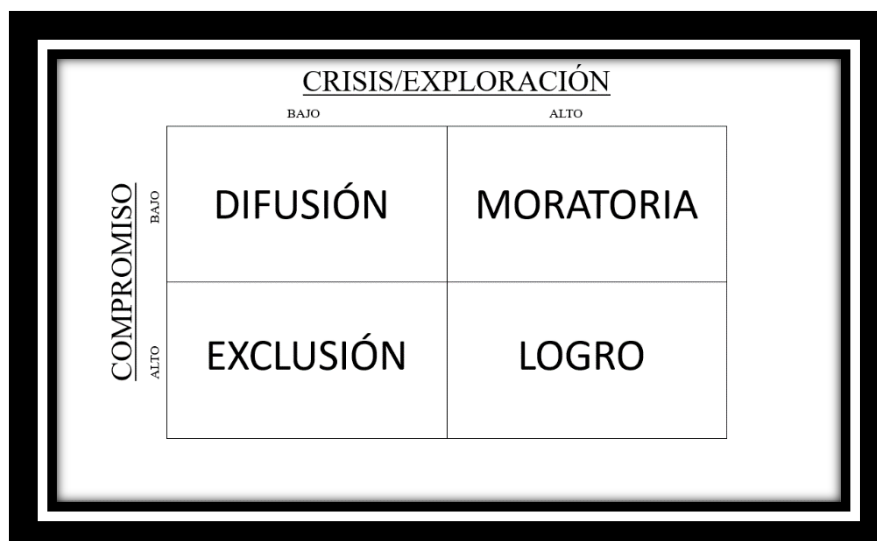 CRISIS/EXPLORACIÓN
BAJO ALTO
COMPROMISO
BAJO
DIFUSIÓN MORATORIA
ALTO
EXCLUSIÓN LOGRO